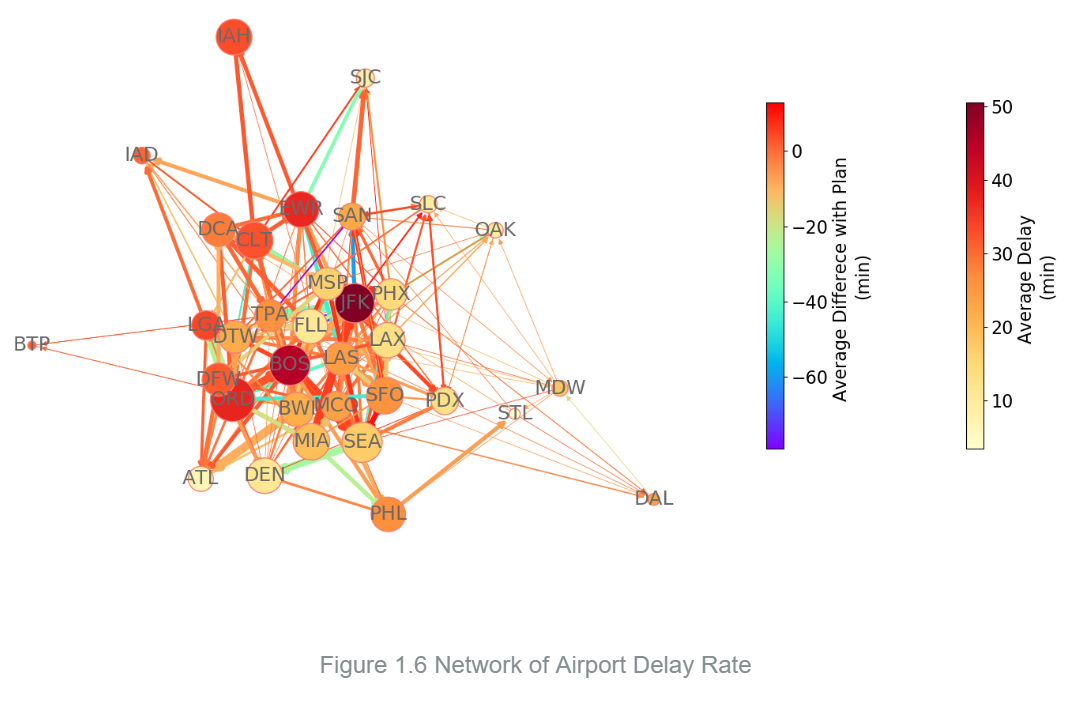 IAH
SJC
IAD
SLC
EWR
SAN
DCA
CLT
OAK
MSP
JFK
PHX
TPA
LGA
FLL
DTW
LAX
BTP
BOS
LAS
DFW
ORD
MDW
SFO
PDX
BWI
MCO
STL
MIA
SEA
ATL
DEN
DAL
PHL
0
−20
−40
−60
Average Differece with Plan
(min)
50
40
30
20
10
Average Delay
(min)
Figure 1.6 Network of Airport Delay Rate